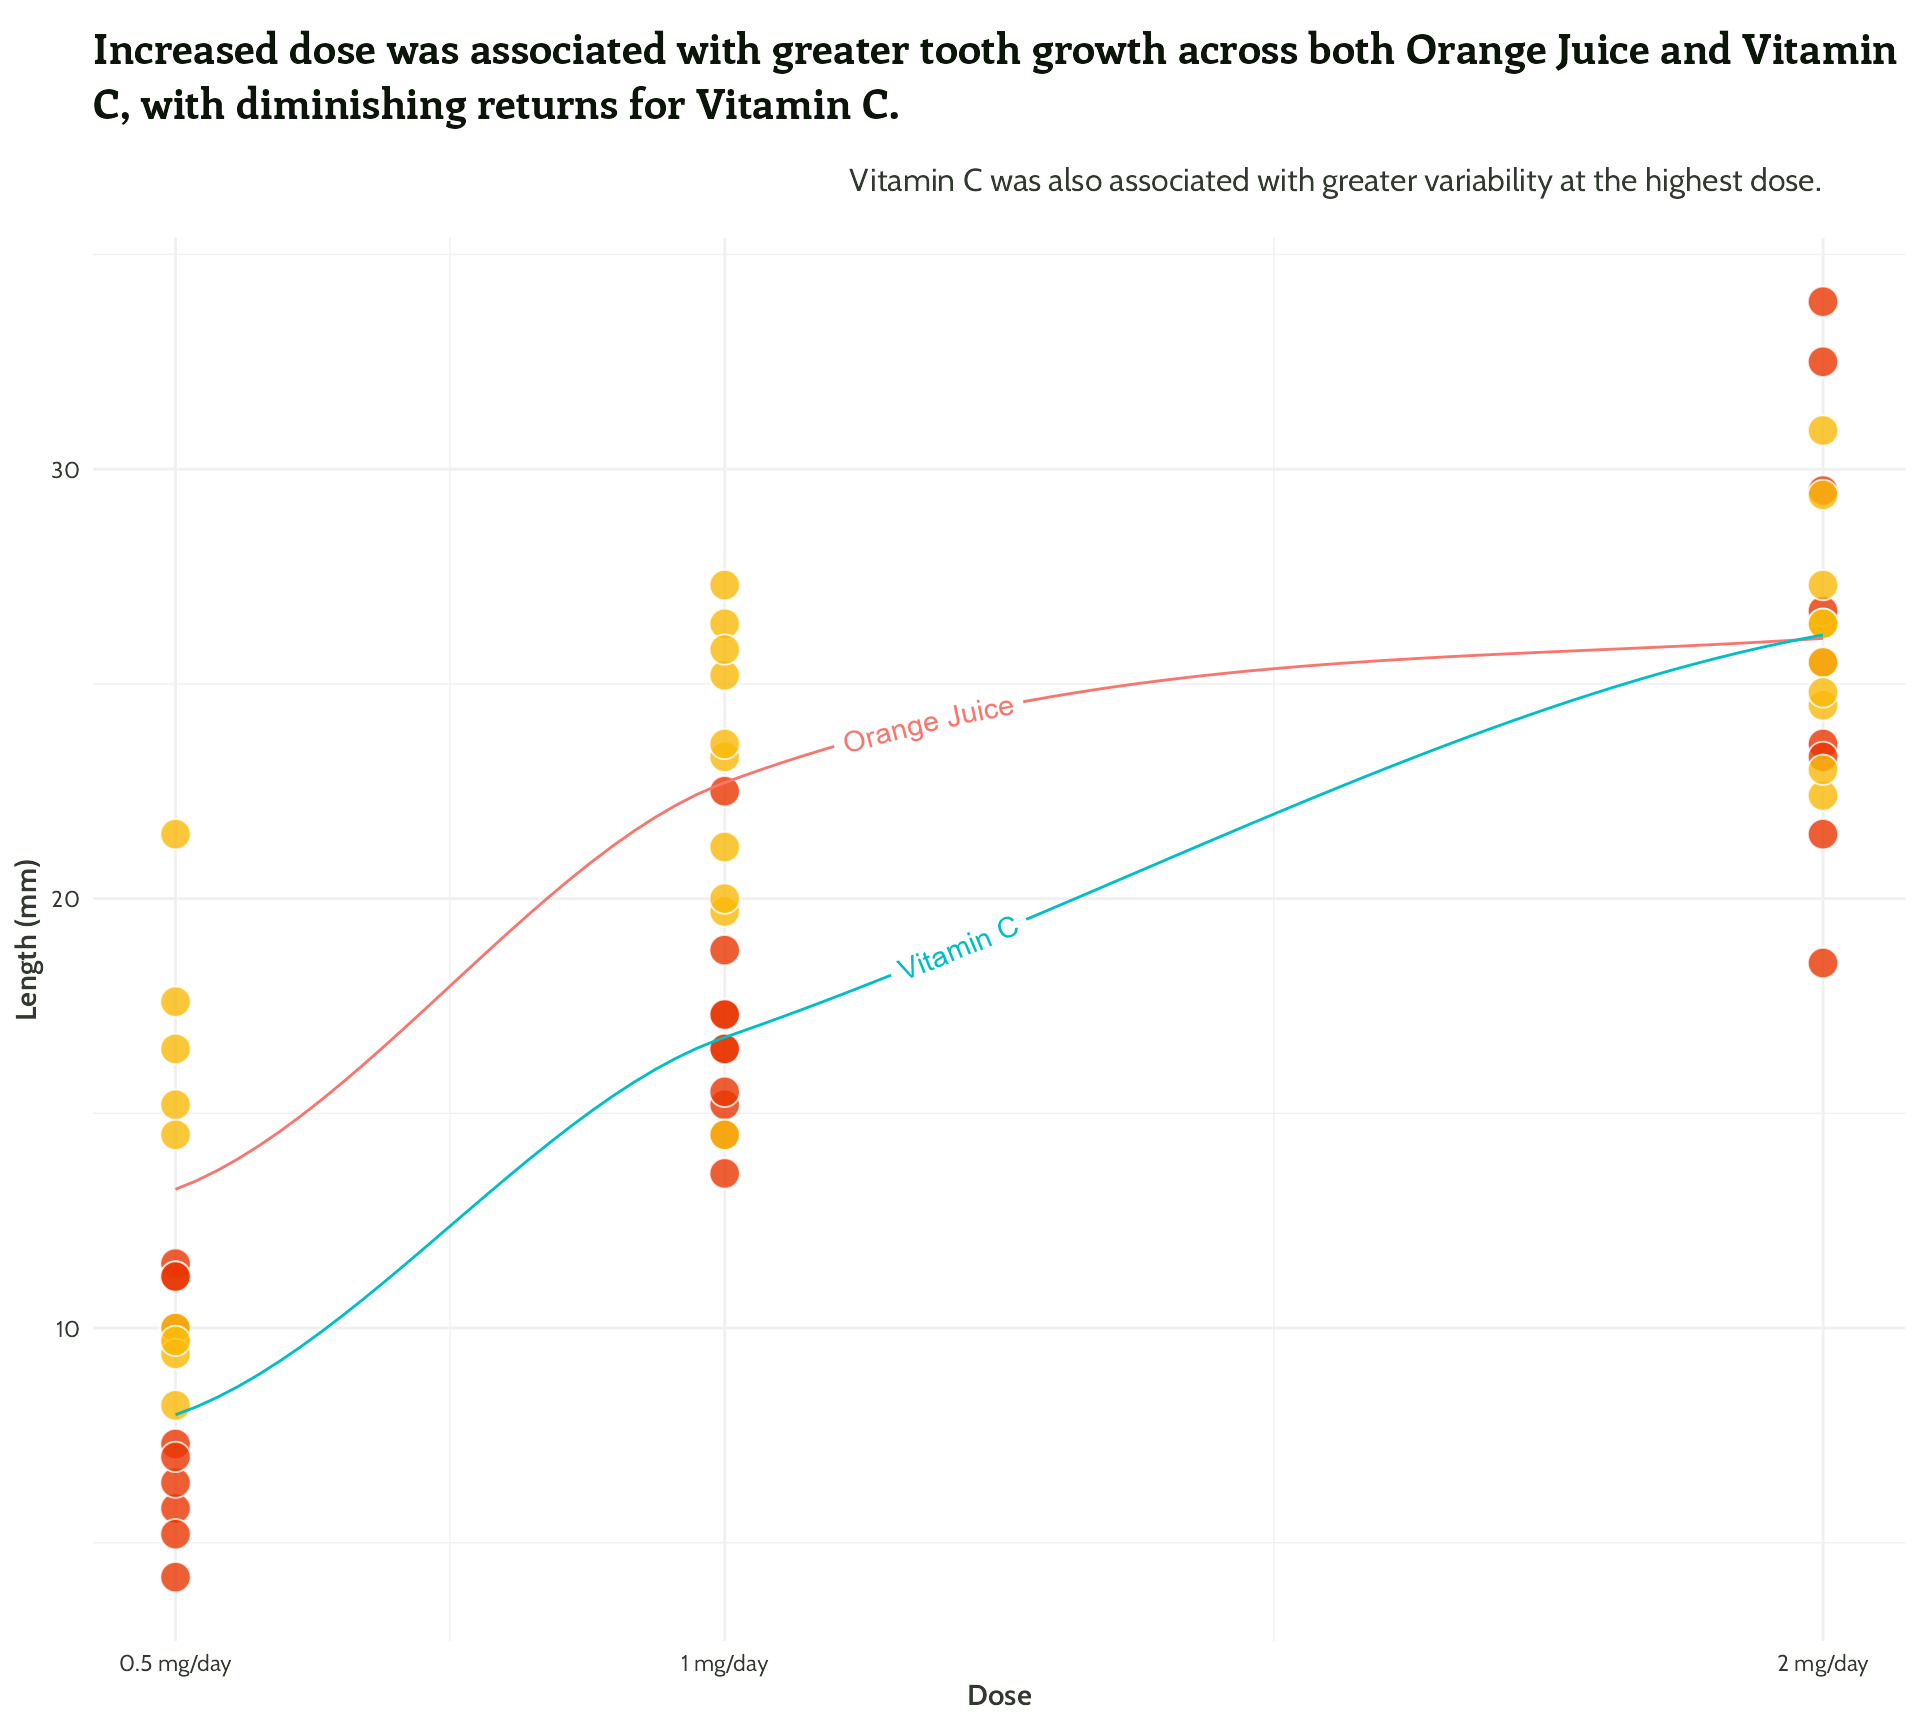 Increased dose was associated with greater tooth growth across both Orange Juice and Vitamin
C, with diminishing returns for Vitamin C.
Vitamin C was also associated with greater variability at the highest dose.
30
20
10
Length (mm)
Orange Juice
Vitamin C
0.5 mg/day
1 mg/day
2 mg/day
Dose